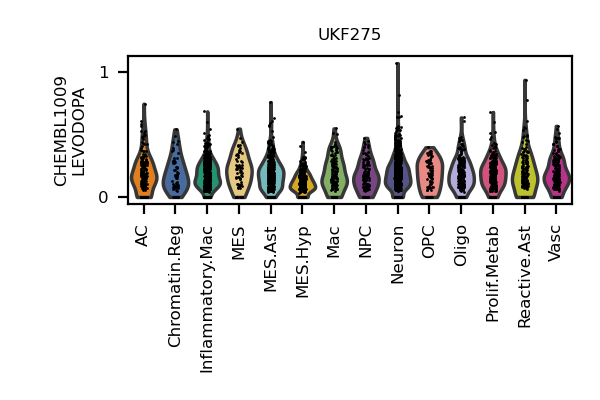 UKF275
CHEMBL1009
LEVODOPA
1
0
AC
Chromatin.Reg
Inflammatory.Mac
MES
MES.Ast
MES.Hyp
Mac
NPC
Neuron
OPC
Oligo
Prolif.Metab
Reactive.Ast
Vasc